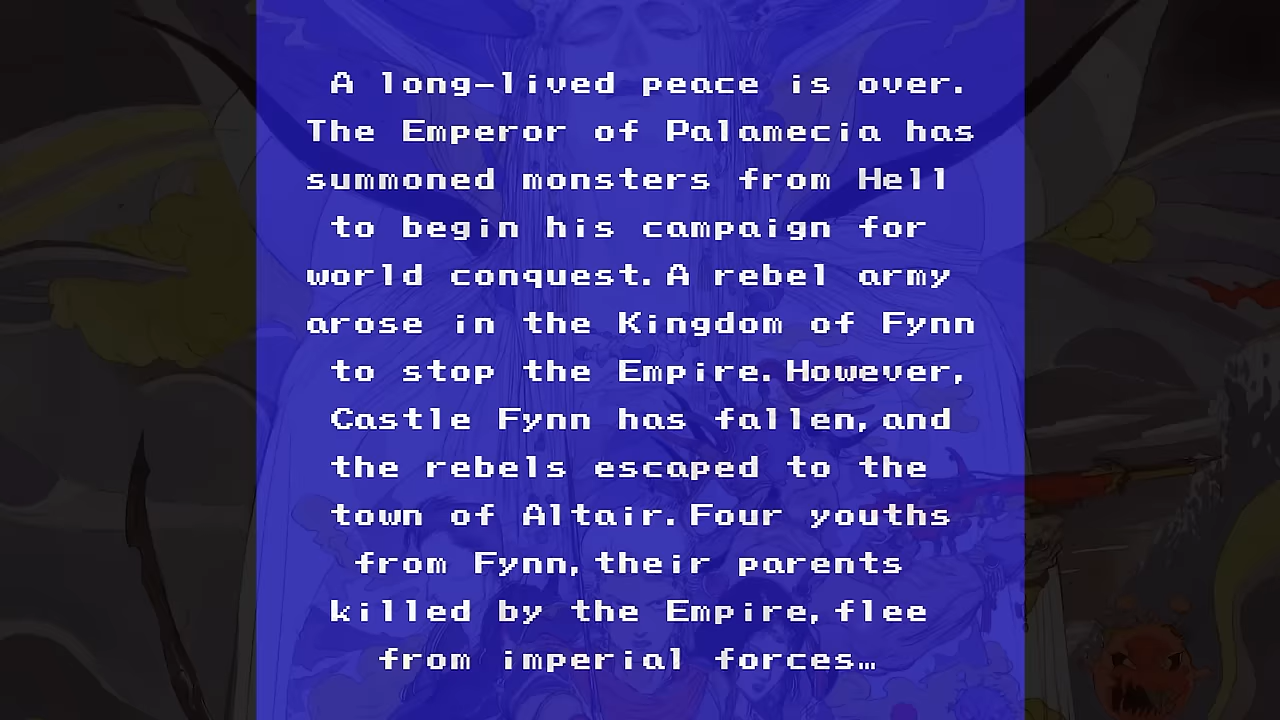 A long-lived peace is over.
The Emperor of Palamecia has
summoned monsters from Hell
to begin his campaign for
world conquest. A rebel army
arose in the Kingdom of Fynn
to stop the Empire. However,
Castle Fynn has fallen, and
the rebels escaped to the
town of Altair. Four youths
from Fynn, their parents
killed by the Empire, flee
from imperial forces…